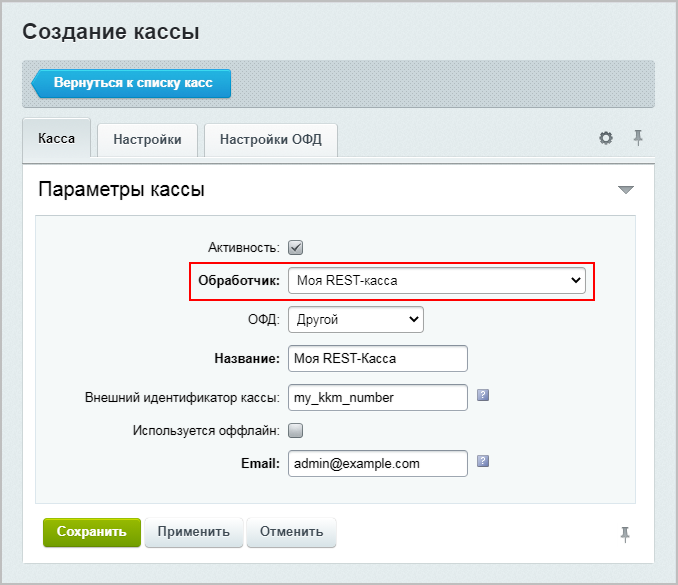 Создание кассы
Вернуться к списку касс
Касса Настройки Настройки ОФД
Параметры кассы
Активность:
Обработчик: Моя REST-касса
ОФД: Другой
Название: Моя REST-Касса
Внешний идентификатор кассы: my_kkm_number ?
Используется оффлайн:
Email: admin@example.com ?
Сохранить Применить Отменить